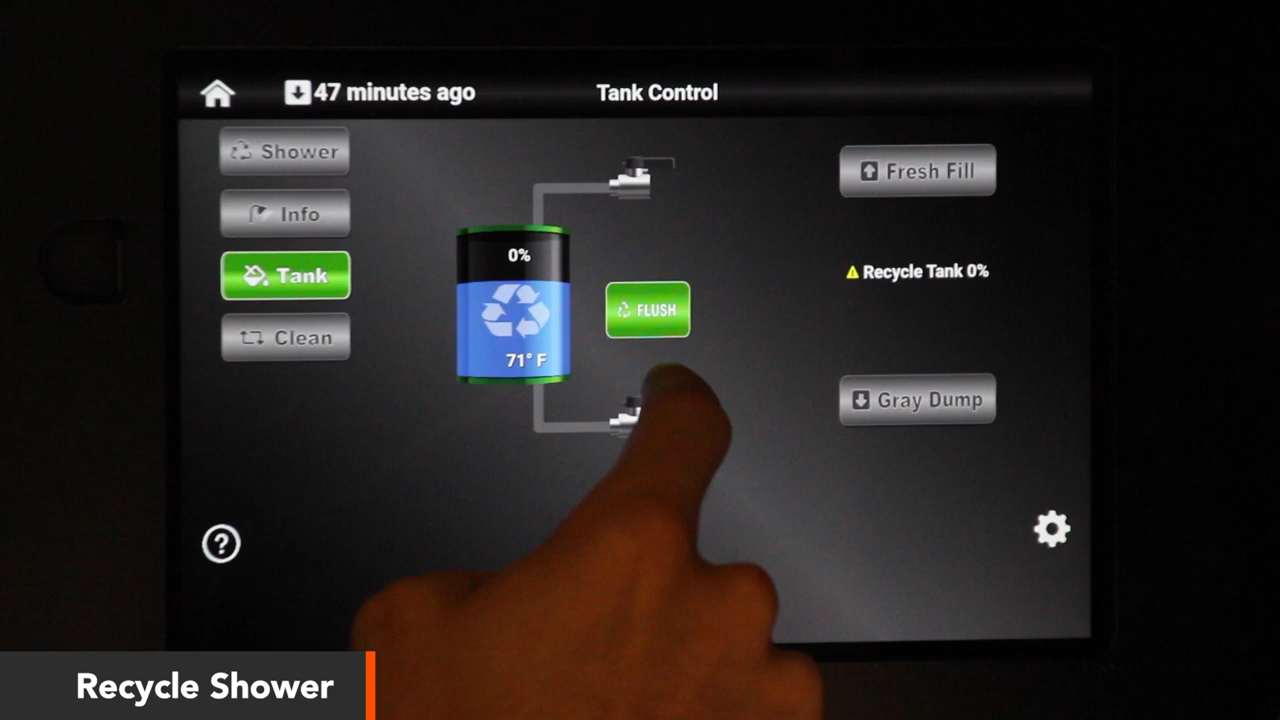 47 minutes ago
Tank Control
Shower
Info
Tank
Clean
0%
71° F
FLUSH
Fresh Fill
Recycle Tank 0%
Gray Dump
?
Recycle Shower